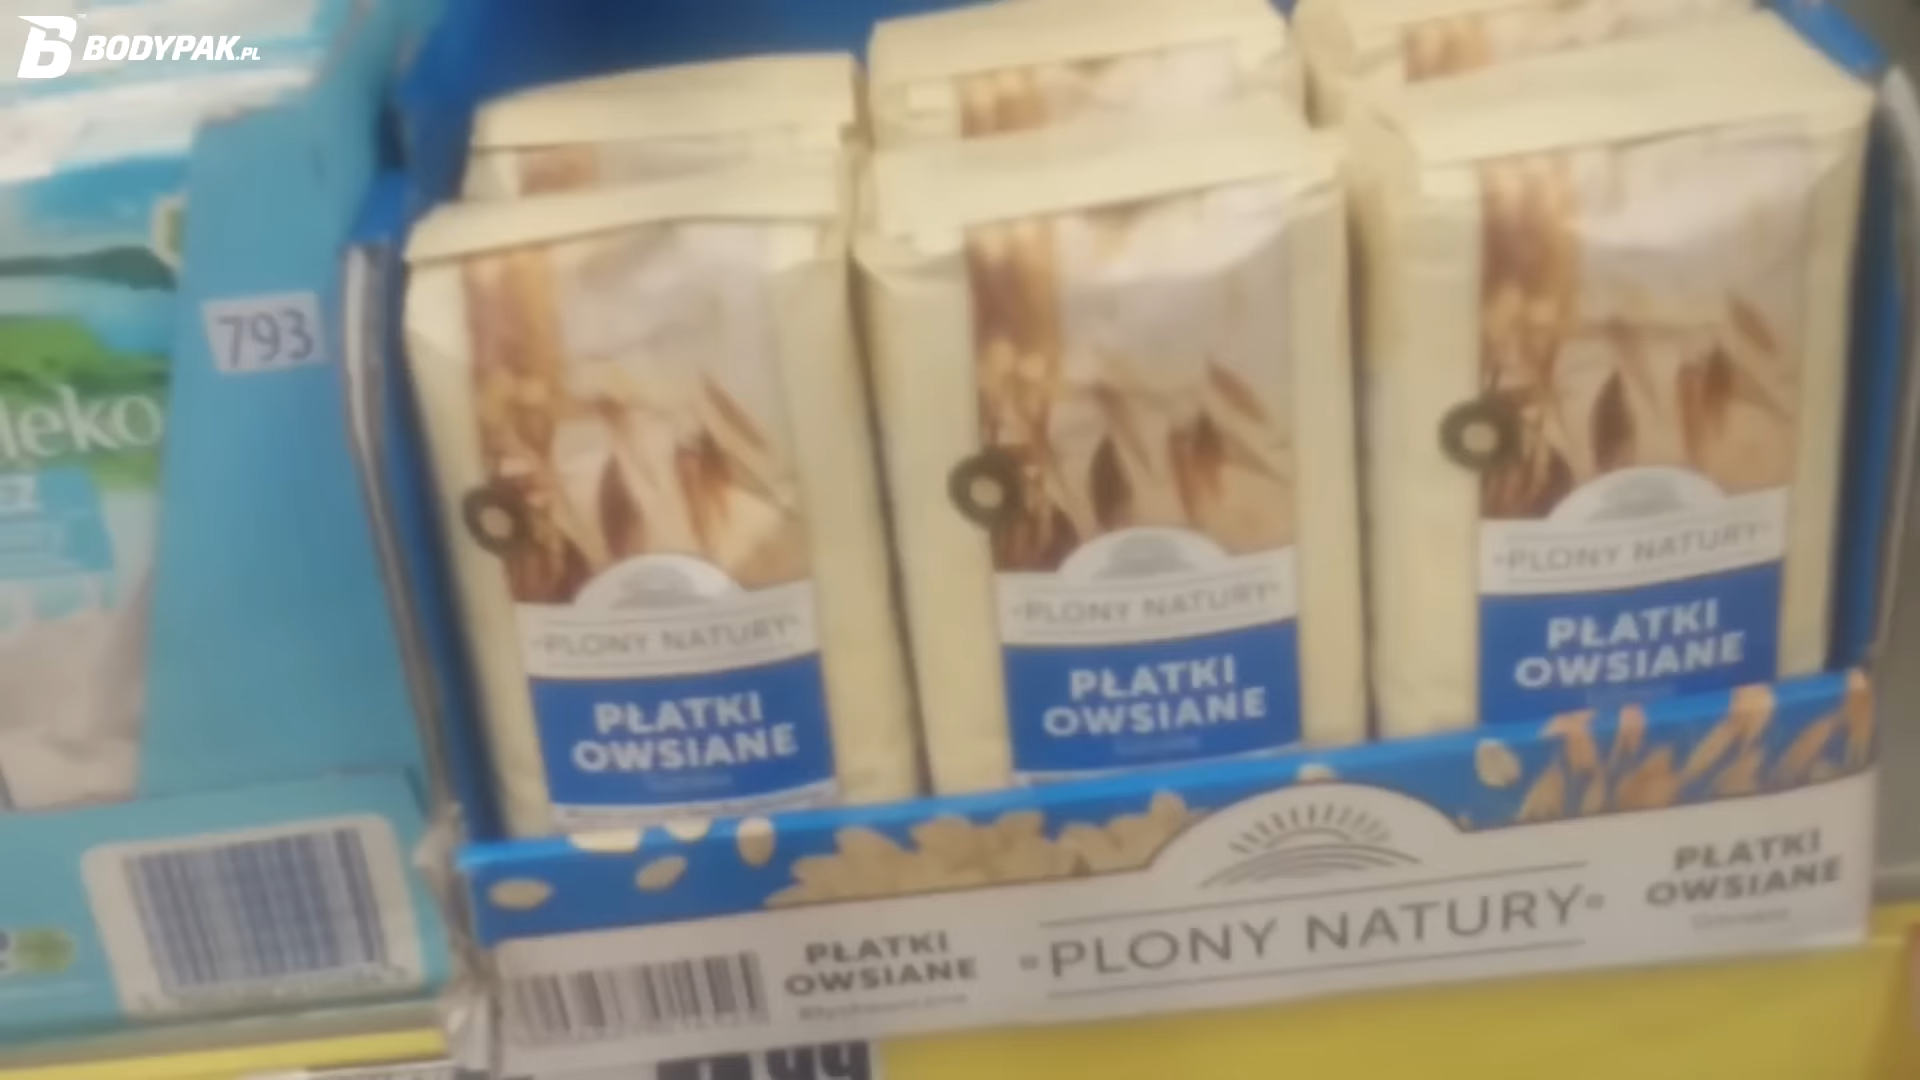 BODYPAK.PL
793
leko
PLONY NATURY
PŁATKI
OWSIANE
PLONY NATURY
PŁATKI
OWSIANE
PLONY NATURY
PŁATKI
OWSIANE
PŁATKI
OWSIANE
Błyskawiczne
PLONY NATURY
PŁATKI
OWSIANE